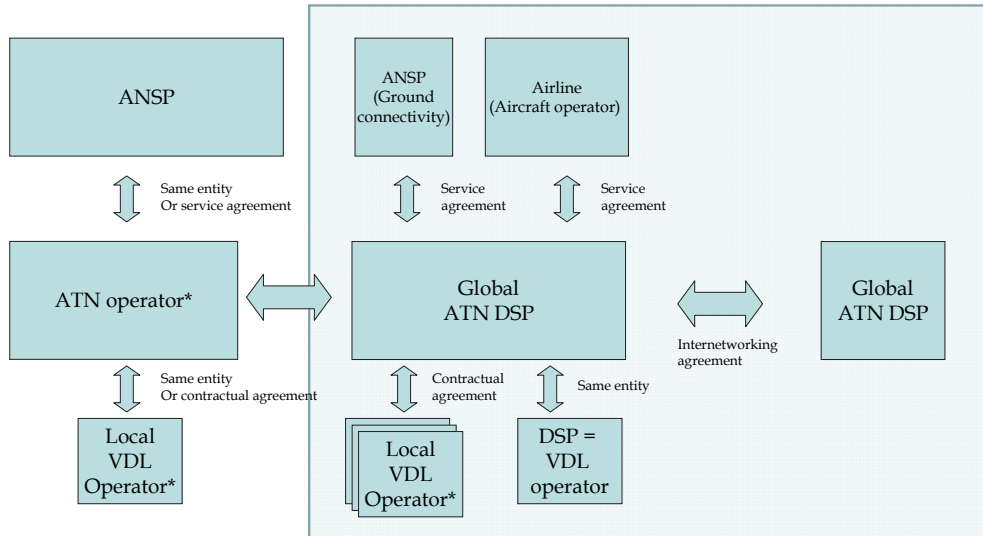 ANSP
ANSP
(Ground
connectivity)
Airline
(Aircraft operator)
Same entity
Or service agreement
Service
agreement
Service
agreement
ATN operator*
Global
ATN DSP
Internetworking
agreement
Global
ATN DSP
Same entity
Or contractual agreement
Contractual
agreement
Same entity
Local
VDL
Operator*
Local
VDL
Operator*
DSP =
VDL
operator